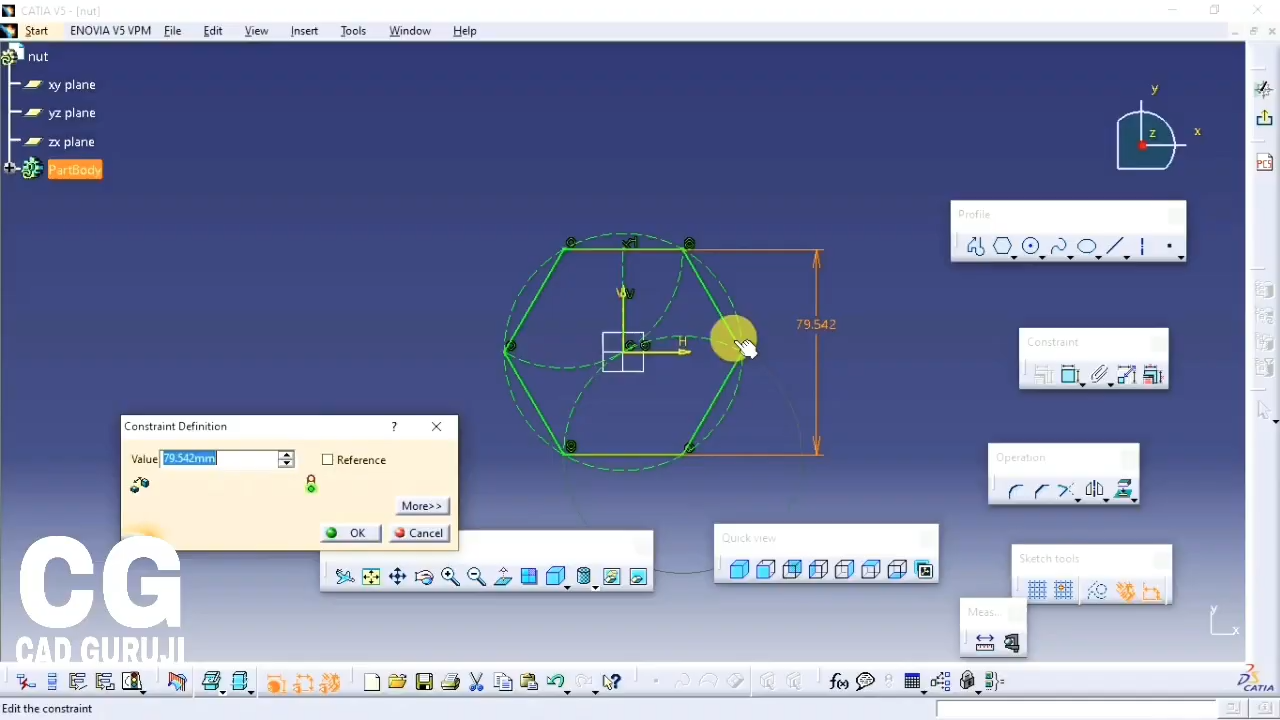 CATIA V5 - [nut]
Start ENOVIA V5 VPM File Edit View Insert Tools Window Help
nut
xy plane
yz plane
zx plane
PartBody
y
x
z
Profile
79.542
V
H
Constraint
Constraint Definition ?
Value 79.542mm Reference
More>>
OK Cancel
Operation
Quick view
Sketch tools
Meas...
CG
CAD GURUJI
y
x
PCS
f(x)
CATIA
Edit the constraint